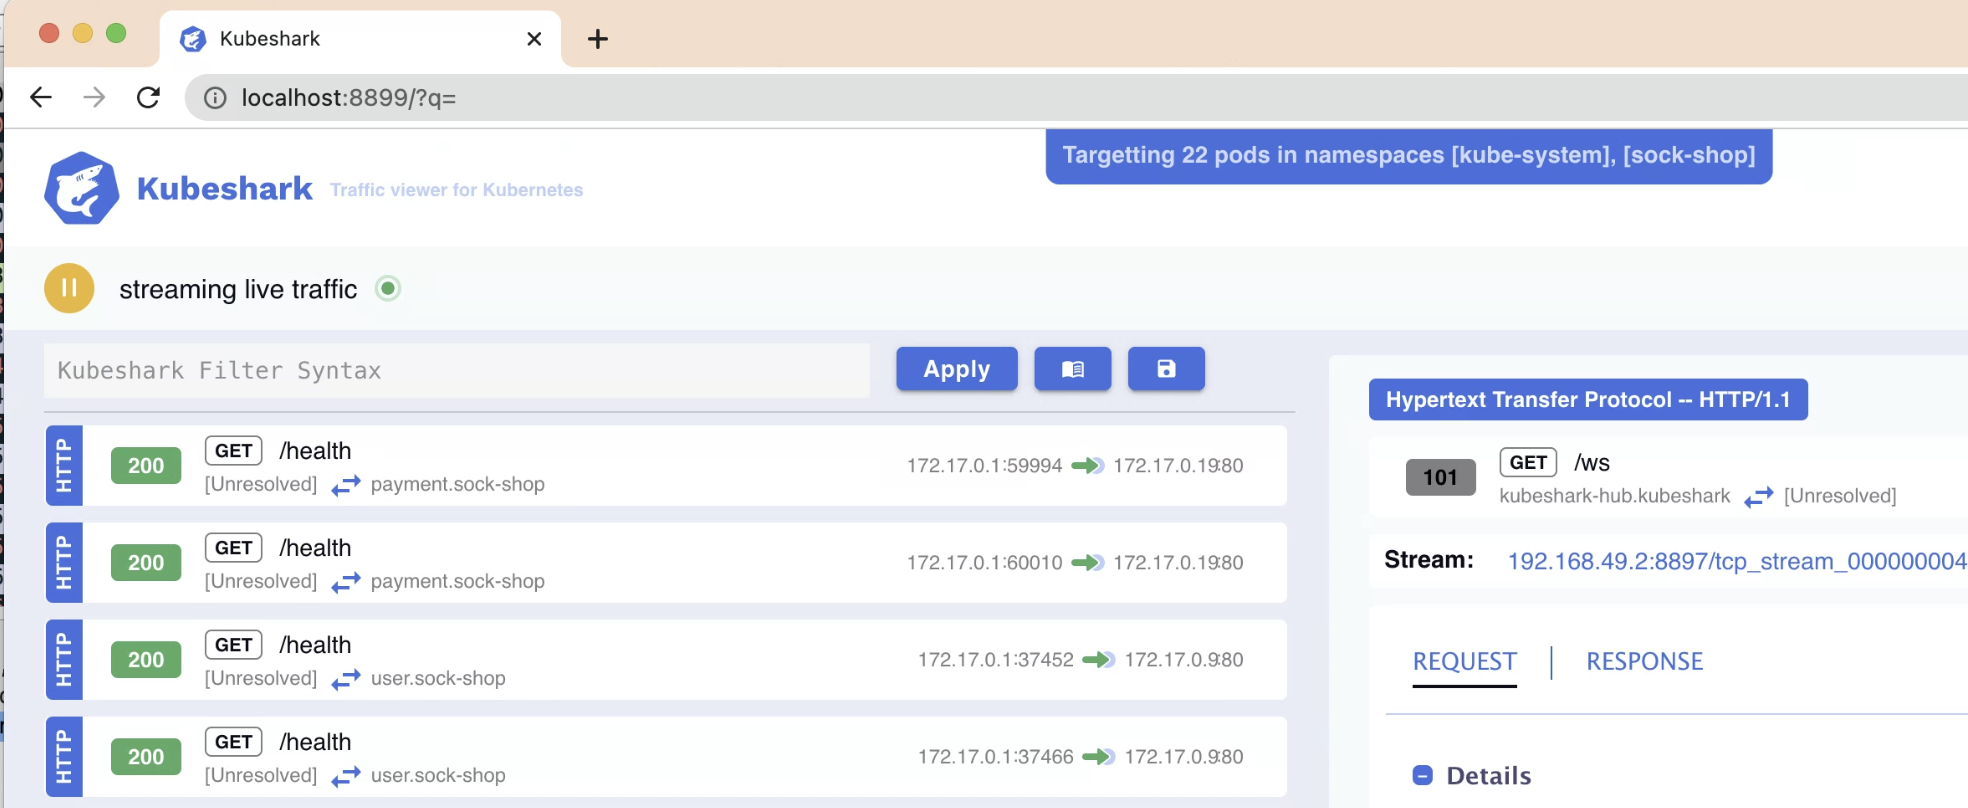 Kubeshark
localhost:8899/?q=
Targetting 22 pods in namespaces [kube-system], [sock-shop]
Kubeshark Traffic viewer for Kubernetes
streaming live traffic
Kubeshark Filter Syntax
Apply
HTTP
200
GET /health
[Unresolved] payment.sock-shop
172.17.0.1:59994 172.17.0.19:80
HTTP
200
GET /health
[Unresolved] payment.sock-shop
172.17.0.1:60010 172.17.0.19:80
HTTP
200
GET /health
[Unresolved] user.sock-shop
172.17.0.1:37452 172.17.0.9:80
HTTP
200
GET /health
[Unresolved] user.sock-shop
172.17.0.1:37466 172.17.0.9:80
Hypertext Transfer Protocol -- HTTP/1.1
101
GET /ws
kubeshark-hub.kubeshark [Unresolved]
Stream: 192.168.49.2:8897/tcp_stream_000000004
REQUEST | RESPONSE
Details